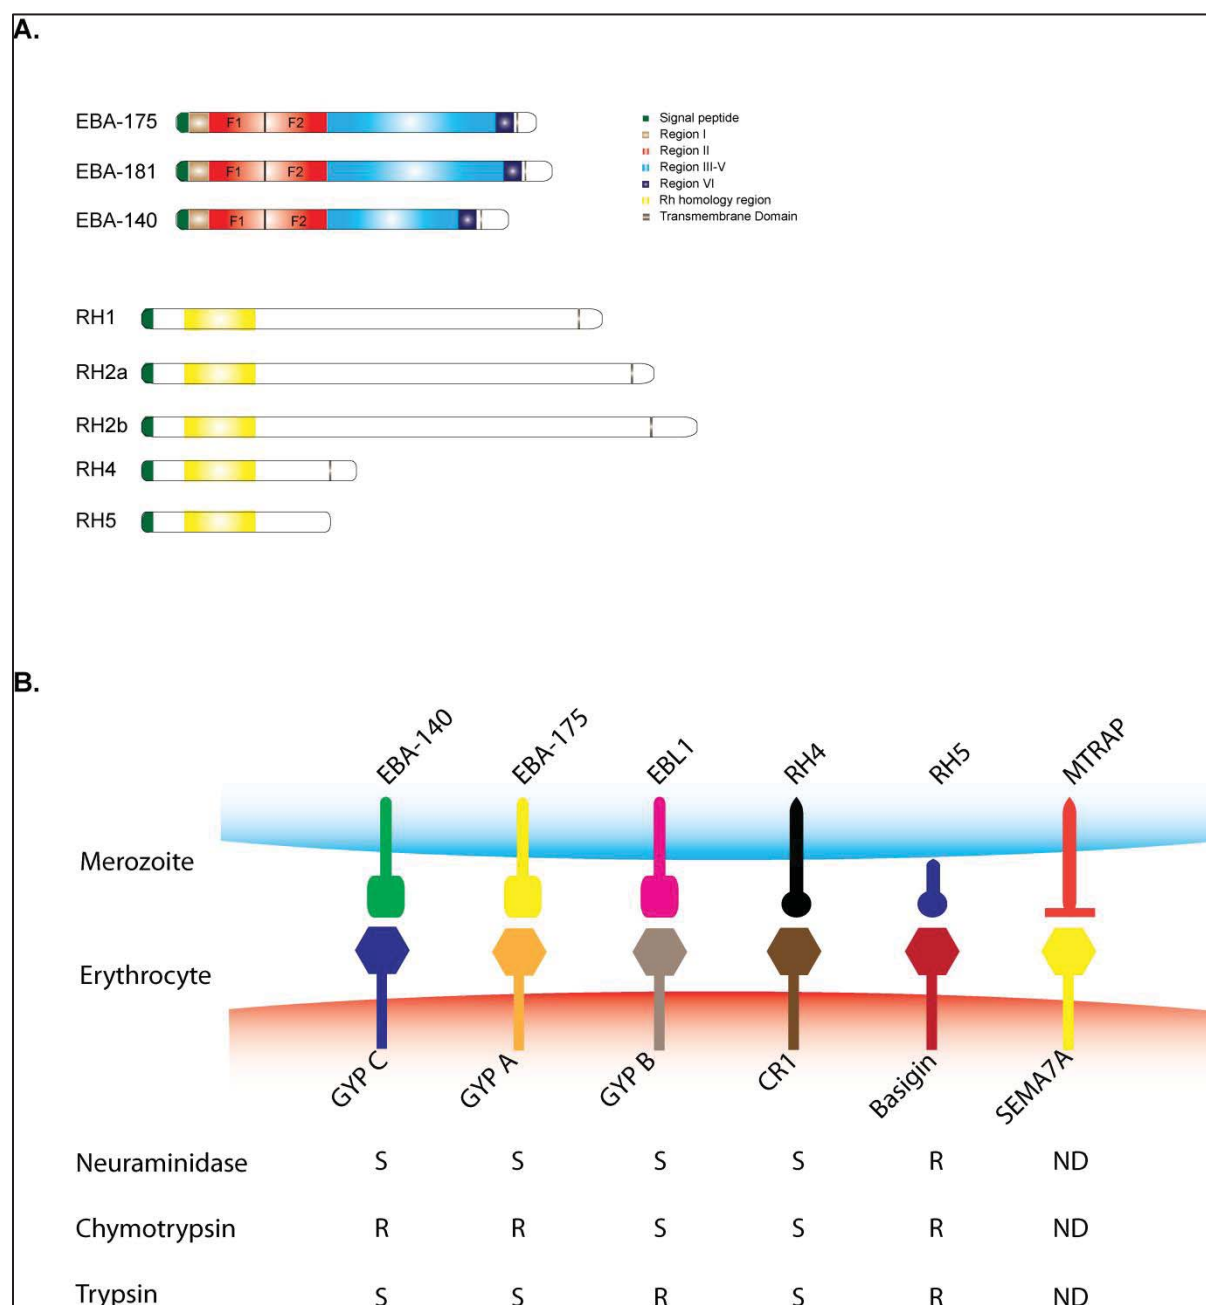 A.
EBA-175 F1 F2
EBA-181 F1 F2
EBA-140 F1 F2
Signal peptide
Region I
Region II
Region III-V
Region VI
Rh homology region
Transmembrane Domain
RH1
RH2a
RH2b
RH4
RH5
B.
EBA-140 EBA-175 EBL1 RH4 RH5 MTRAP
Merozoite
Erythrocyte
GYP C GYP A GYP B CR1 Basigin SEMA7A
Neuraminidase S S S S R ND
Chymotrypsin R R S S R ND
Trypsin S S R S R ND